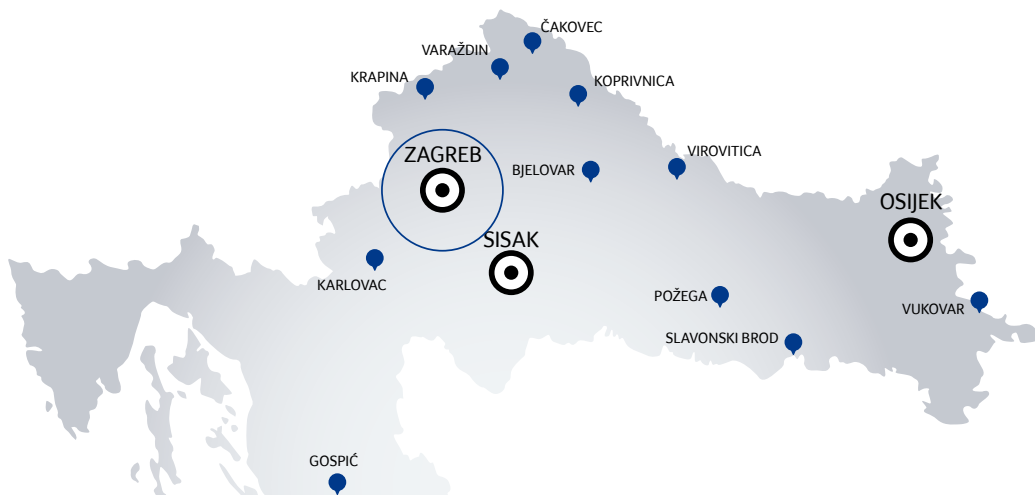 ČAKOVEC
VARAŽDIN
KRAPINA
KOPRIVNICA
ZAGREB
VIROVITICA
BJELOVAR
OSIJEK
SISAK
KARLOVAC
POŽEGA
VUKOVAR
SLAVONSKI BROD
GOSPIĆ